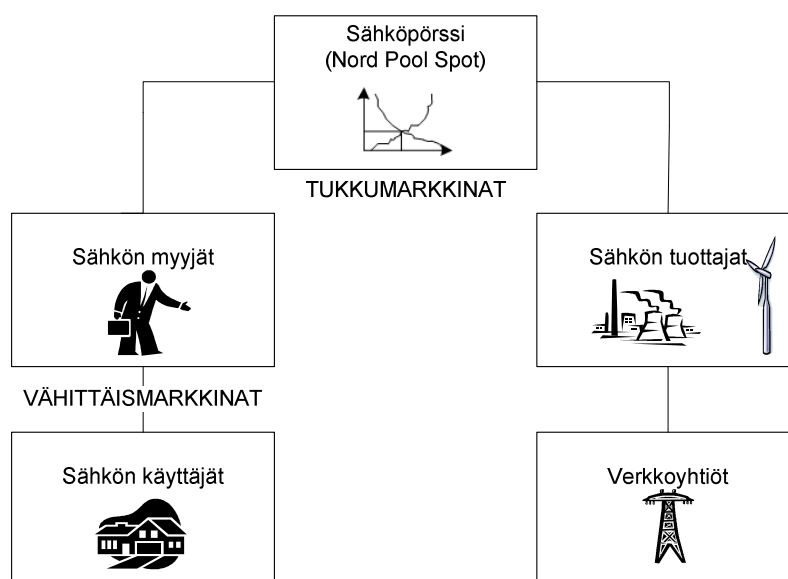 Sähköpörssi
(Nord Pool Spot)
TUKKUMARKKINAT
Sähkön myyjät
Sähkön tuottajat
VÄHITTÄISMARKKINAT
Sähkön käyttäjät
Verkkoyhtiöt